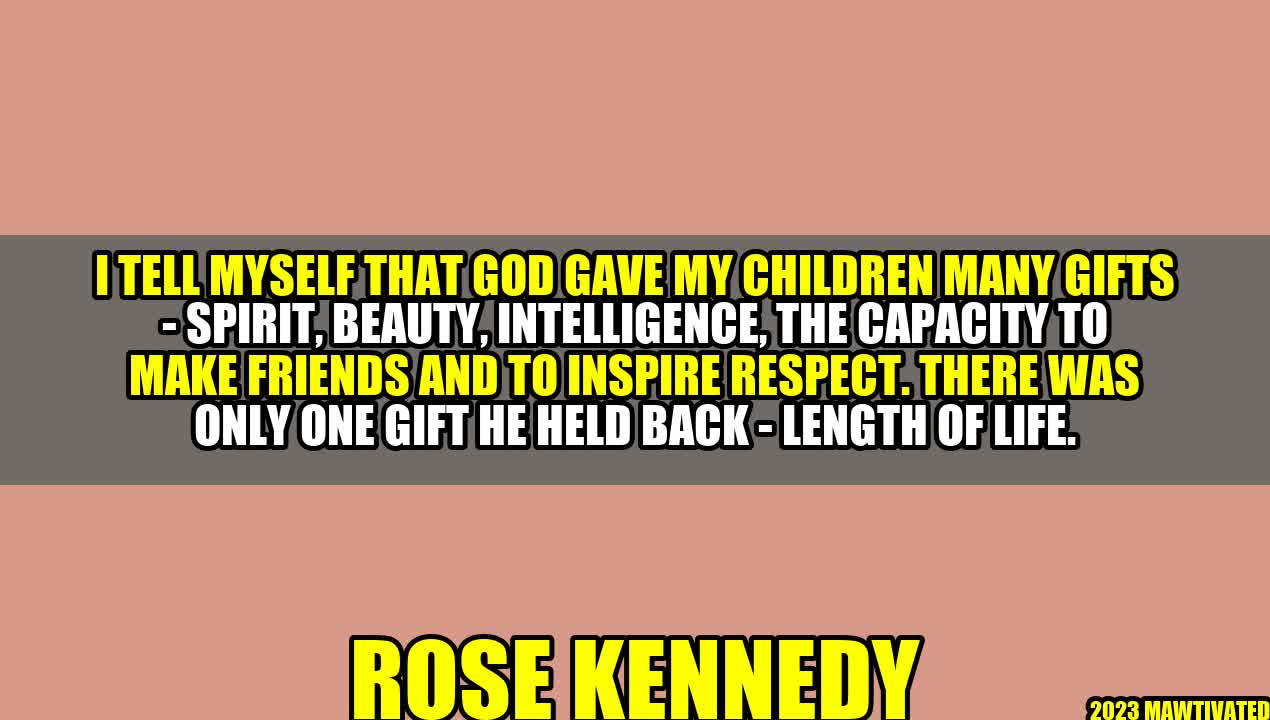 I TELL MYSELF THAT GOD GAVE MY CHILDREN MANY GIFTS
- SPIRIT, BEAUTY, INTELLIGENCE, THE CAPACITY TO
MAKE FRIENDS AND TO INSPIRE RESPECT. THERE WAS
ONLY ONE GIFT HE HELD BACK - LENGTH OF LIFE.
ROSE KENNEDY
2023 MAWTIVATED